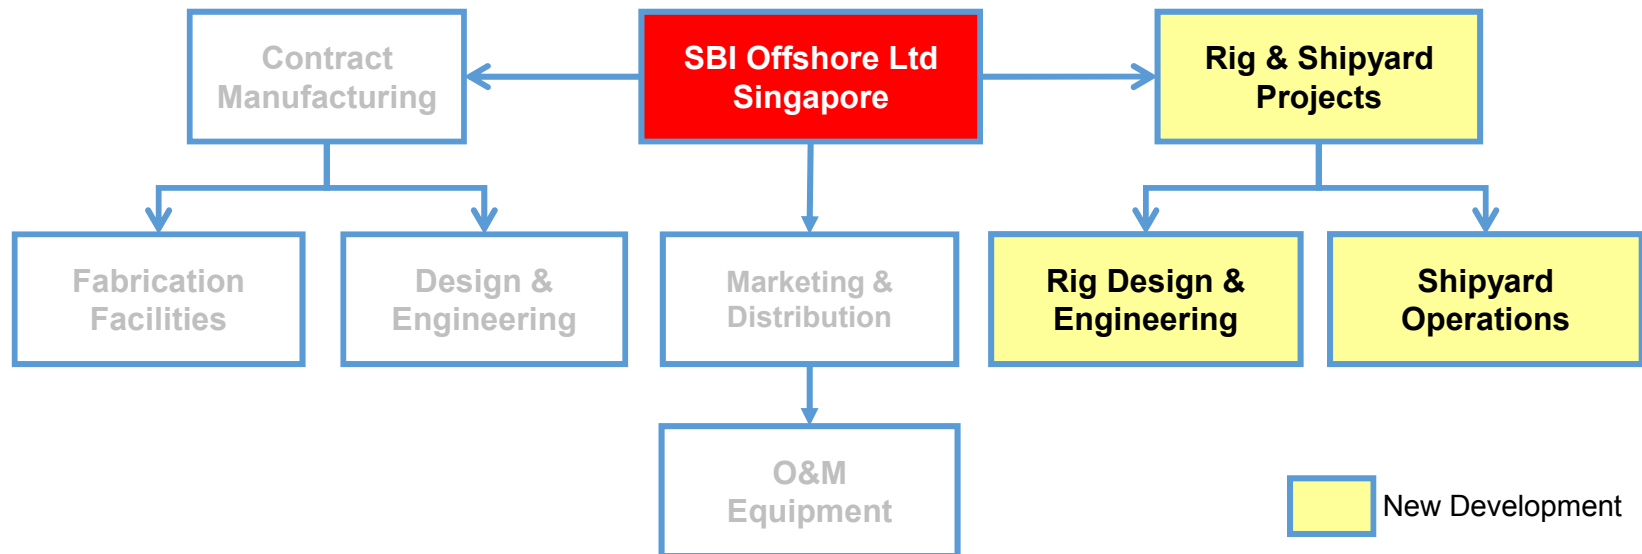 Contract
Manufacturing
SBI Offshore Ltd
Singapore
Rig & Shipyard
Projects
Fabrication
Facilities
Design &
Engineering
Marketing &
Distribution
Rig Design &
Engineering
Shipyard
Operations
O&M
Equipment
New Development